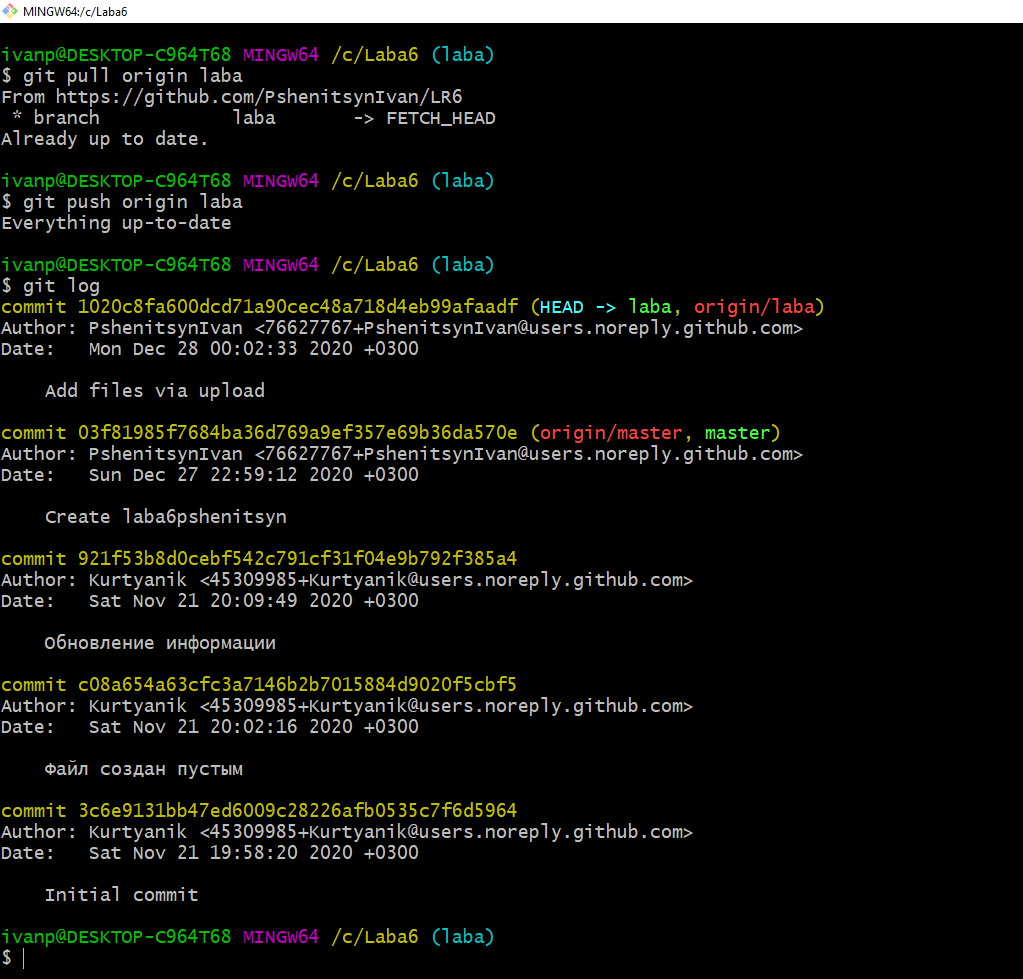 MINGW64:/c/Laba6
ivanp@DESKTOP-C964T68 MINGW64 /c/Laba6 (laba)
$ git pull origin laba
From https://github.com/PshenitsynIvan/LR6
 * branch            laba       -> FETCH_HEAD
Already up to date.
ivanp@DESKTOP-C964T68 MINGW64 /c/Laba6 (laba)
$ git push origin laba
Everything up-to-date
ivanp@DESKTOP-C964T68 MINGW64 /c/Laba6 (laba)
$ git log
commit 1020c8fa600dcd71a90cec48a718d4eb99afaadf (HEAD -> laba, origin/laba)
Author: PshenitsynIvan <76627767+PshenitsynIvan@users.noreply.github.com>
Date:   Mon Dec 28 00:02:33 2020 +0300
    Add files via upload
commit 03f81985f7684ba36d769a9ef357e69b36da570e (origin/master, master)
Author: PshenitsynIvan <76627767+PshenitsynIvan@users.noreply.github.com>
Date:   Sun Dec 27 22:59:12 2020 +0300
    Create laba6pshenitsyn
commit 921f53b8d0cebf542c791cf31f04e9b792f385a4
Author: Kurtyanik <45309985+Kurtyanik@users.noreply.github.com>
Date:   Sat Nov 21 20:09:49 2020 +0300
    Обновление информации
commit c08a654a63cfc3a7146b2b7015884d9020f5cbf5
Author: Kurtyanik <45309985+Kurtyanik@users.noreply.github.com>
Date:   Sat Nov 21 20:02:16 2020 +0300
    Файл создан пустым
commit 3c6e9131bb47ed6009c28226afb0535c7f6d5964
Author: Kurtyanik <45309985+Kurtyanik@users.noreply.github.com>
Date:   Sat Nov 21 19:58:20 2020 +0300
    Initial commit
ivanp@DESKTOP-C964T68 MINGW64 /c/Laba6 (laba)
$